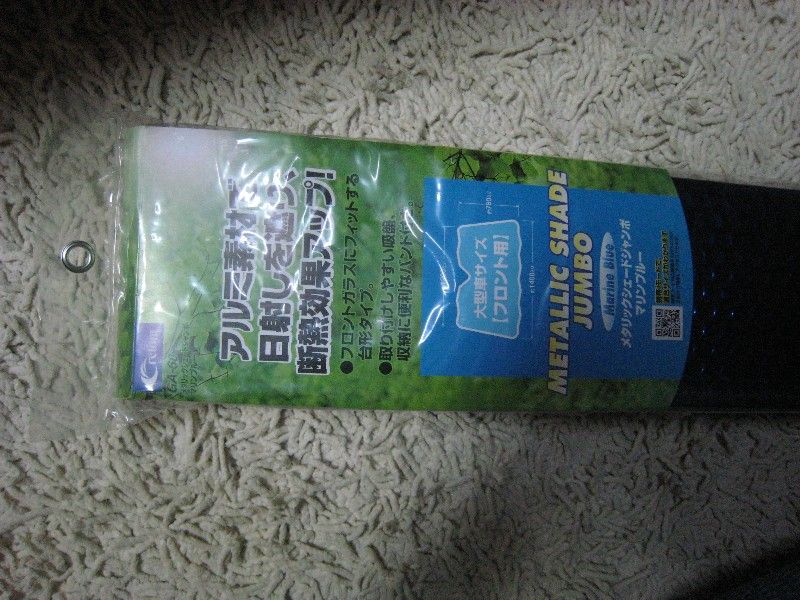 アルミ素材で
日射しを遮り、
断熱効果アップ!
●フロントガラスにフィットする
台形タイプ。
●取り付けしやすい吸盤、
収納に便利なバンド付
大型車サイズ
【フロント用】
METALLIC SHADE
JUMBO
Marine Blue
メタリックシェードジャンボ
マリンブルー